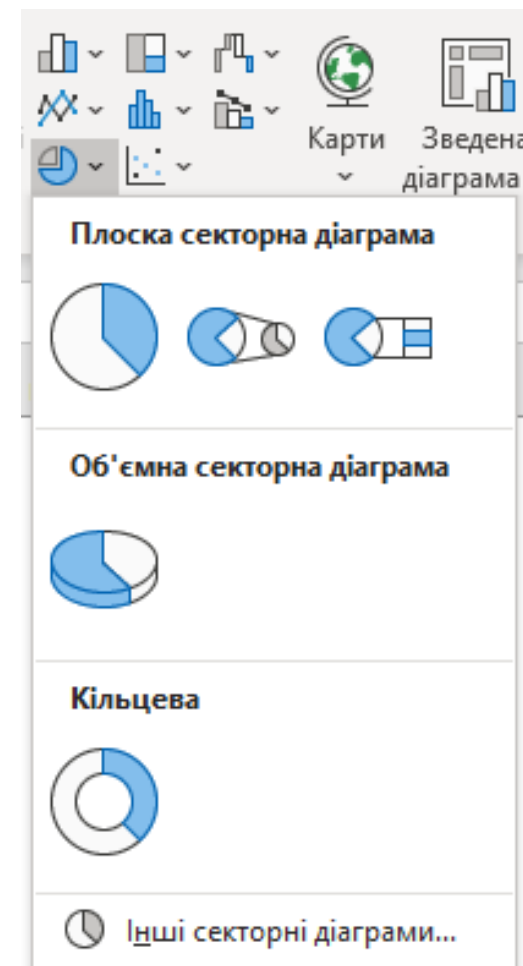 Карти
Зведена
діаграма
Плоска секторна діаграма
Об'ємна секторна діаграма
Кільцева
Інші секторні діаграми...